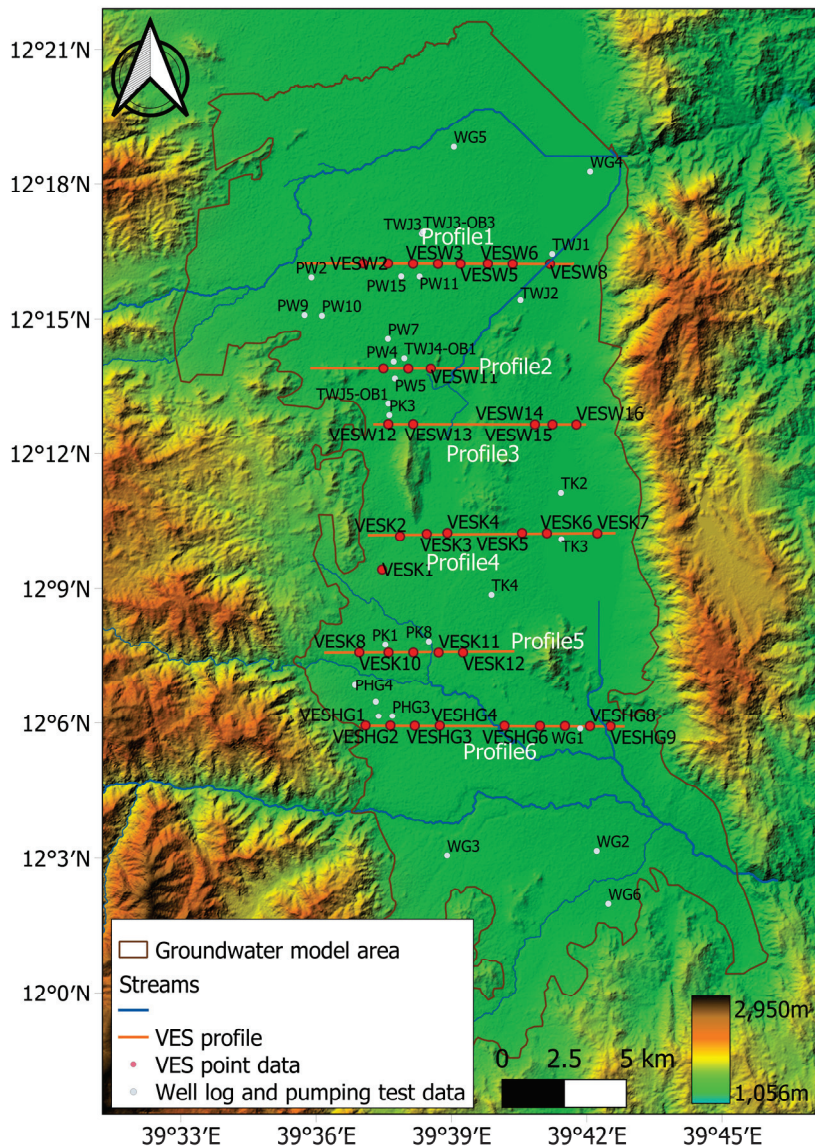 12°21'N
12°18'N
12°15'N
12°12'N
12°9'N
12°6'N
12°3'N
12°0'N
WG5
WG4
TWJ3
TWJ3-OB3
Profile1
TWJ1
VESW2
VESW3
VESW6
VESW5
VESW8
PW2
PW15
PW11
TWJ2
PW9
PW10
PW7
PW4
TWJ4-OB1
Profile2
VESW11
PW5
TWJ5-OB1
PK3
VESW14
VESW16
VESW12
VESW13
VESW15
Profile3
TK2
VESK2
VESK4
VESK6
VESK7
VESK3
VESK5
TK3
Profile4
VESK1
TK4
PK1
PK8
VESK8
VESK11
Profile5
VESK10
VESK12
PHG4
PHG3
VESHG1
VESHG4
VESHG8
VESHG2
VESHG3
VESHG6
WG1
VESHG9
Profile6
WG3
WG2
WG6
Groundwater model area
Streams
VES profile
VES point data
Well log and pumping test data
0 2.5 5 km
2,950m
1,056m
39°33'E
39°36'E
39°39'E
39°42'E
39°45'E